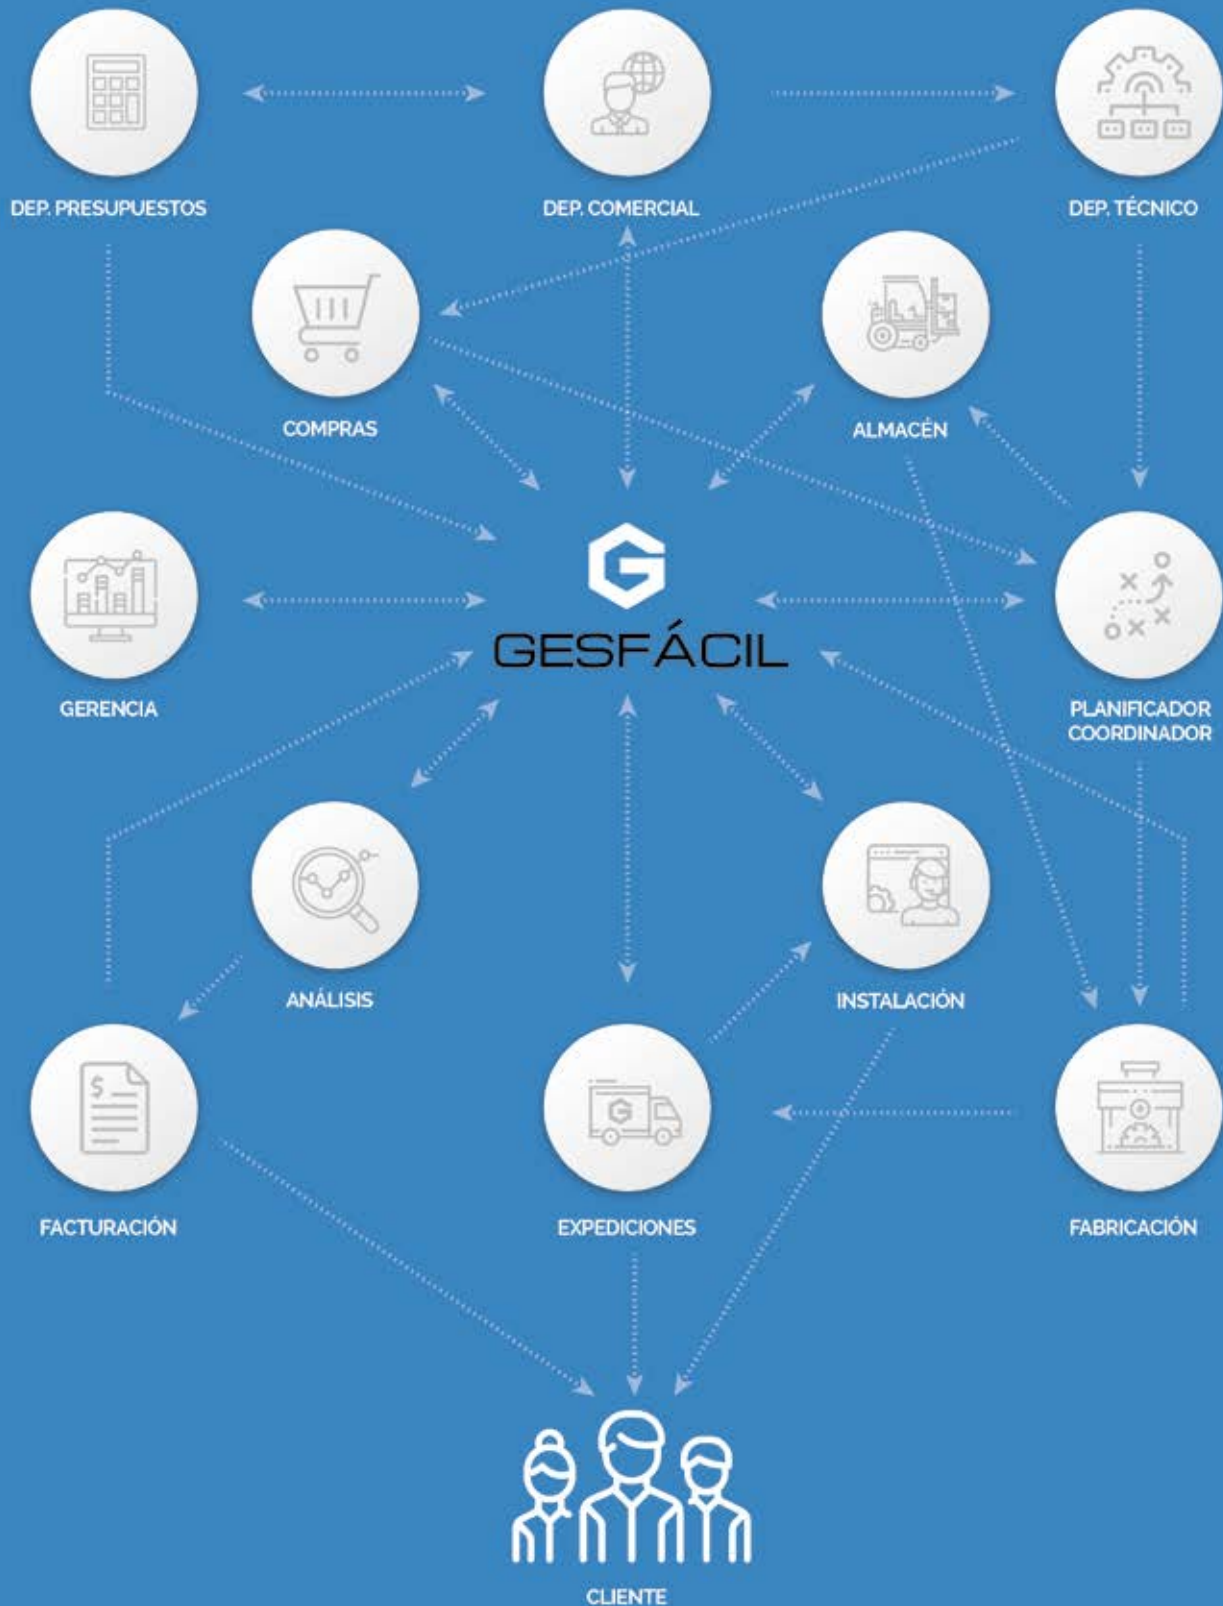 DEP. PRESUPUESTOS
DEP. COMERCIAL
DEP. TÉCNICO
COMPRAS
ALMACÉN
G
GESFÁCIL
GERENCIA
PLANIFICADOR
COORDINADOR
ANÁLISIS
INSTALACIÓN
$
G
FACTURACIÓN
EXPEDICIONES
FABRICACIÓN
CLIENTE